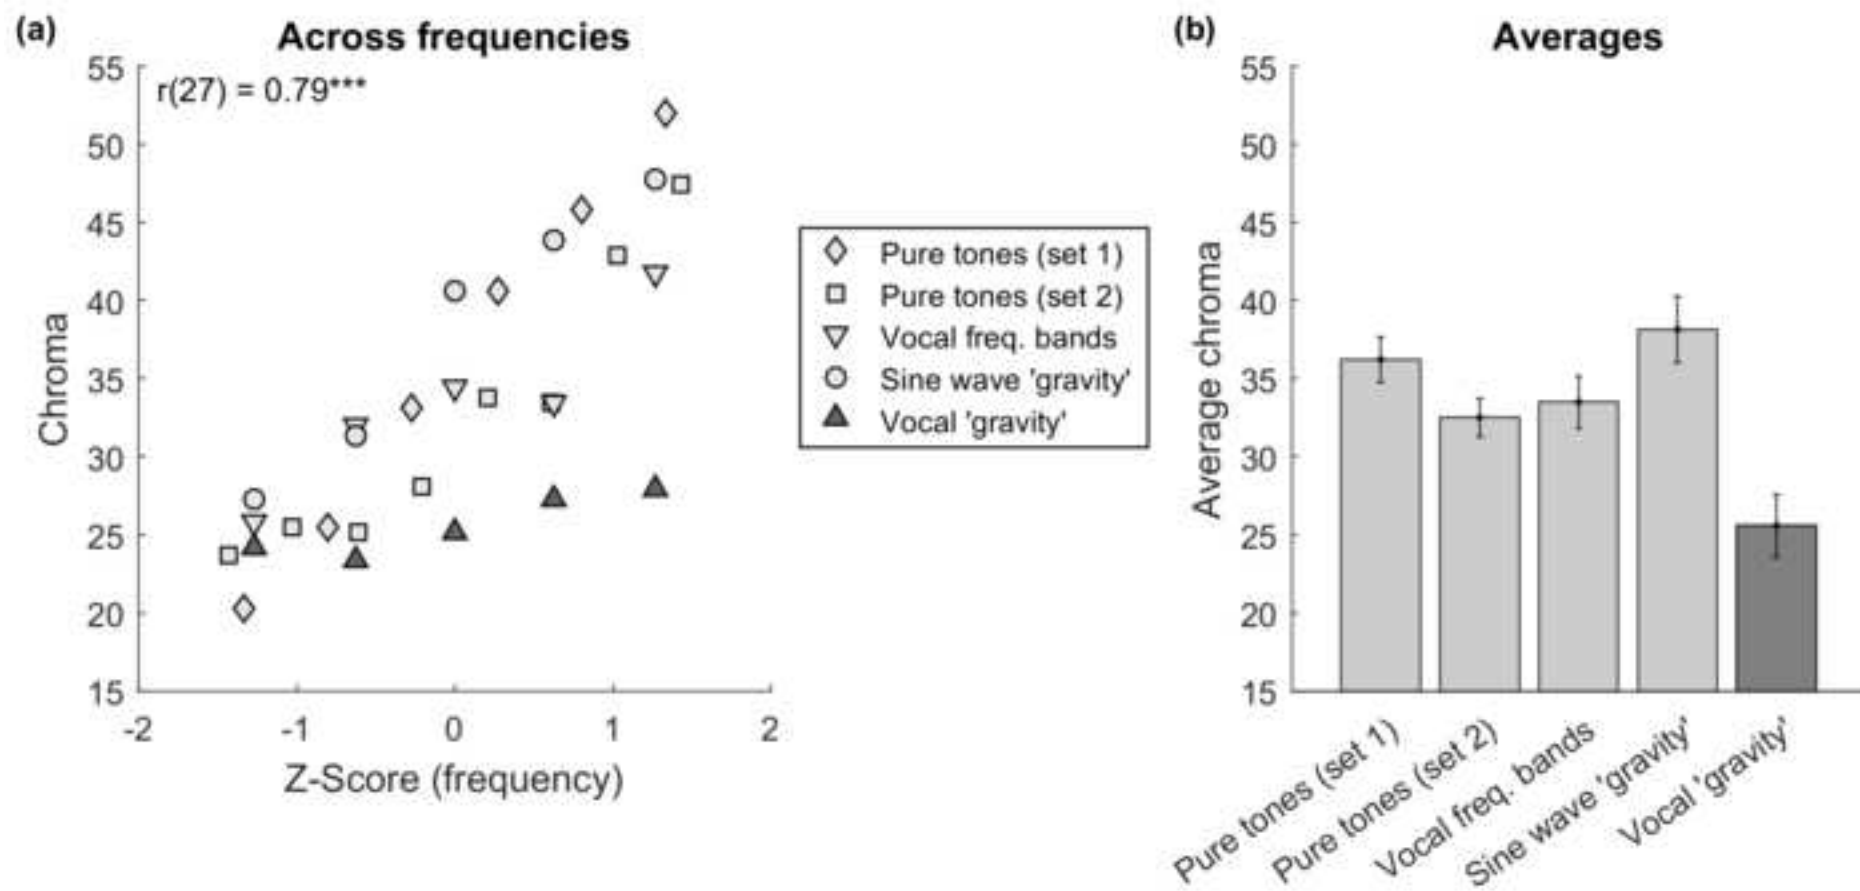 (a)
Across frequencies
r(27) = 0.79***
55
50
45
40
35
30
25
20
15
-2
-1
0
1
2
Chroma
Z-Score (frequency)
Pure tones (set 1)
Pure tones (set 2)
Vocal freq. bands
Sine wave 'gravity'
Vocal 'gravity'
(b)
Averages
55
50
45
40
35
30
25
20
15
Average chroma
Pure tones (set 1)
Pure tones (set 2)
Vocal freq. bands
Sine wave 'gravity'
Vocal 'gravity'